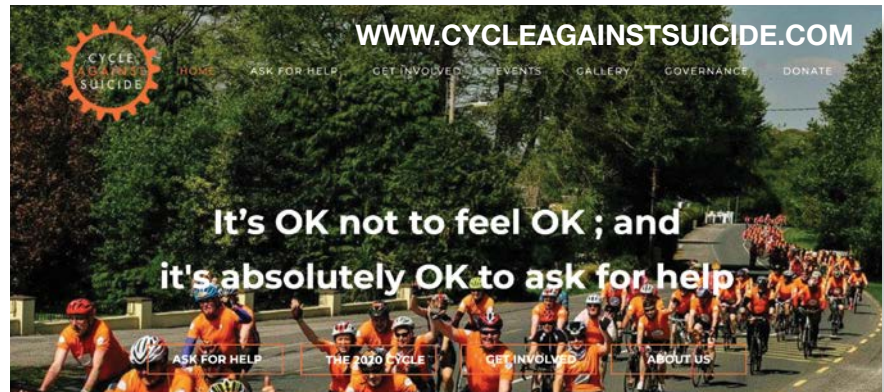 WWW.CYCLEAGAINSTSUICIDE.COM
CYCLE
AGAINST
SUICIDE
HOME ASK FOR HELP GET INVOLVED EVENTS GALLERY GOVERNANCE DONATE
It's OK not to feel OK ; and
it's absolutely OK to ask for help
ASK FOR HELP THE 2020 CYCLE GET INVOLVED ABOUT US